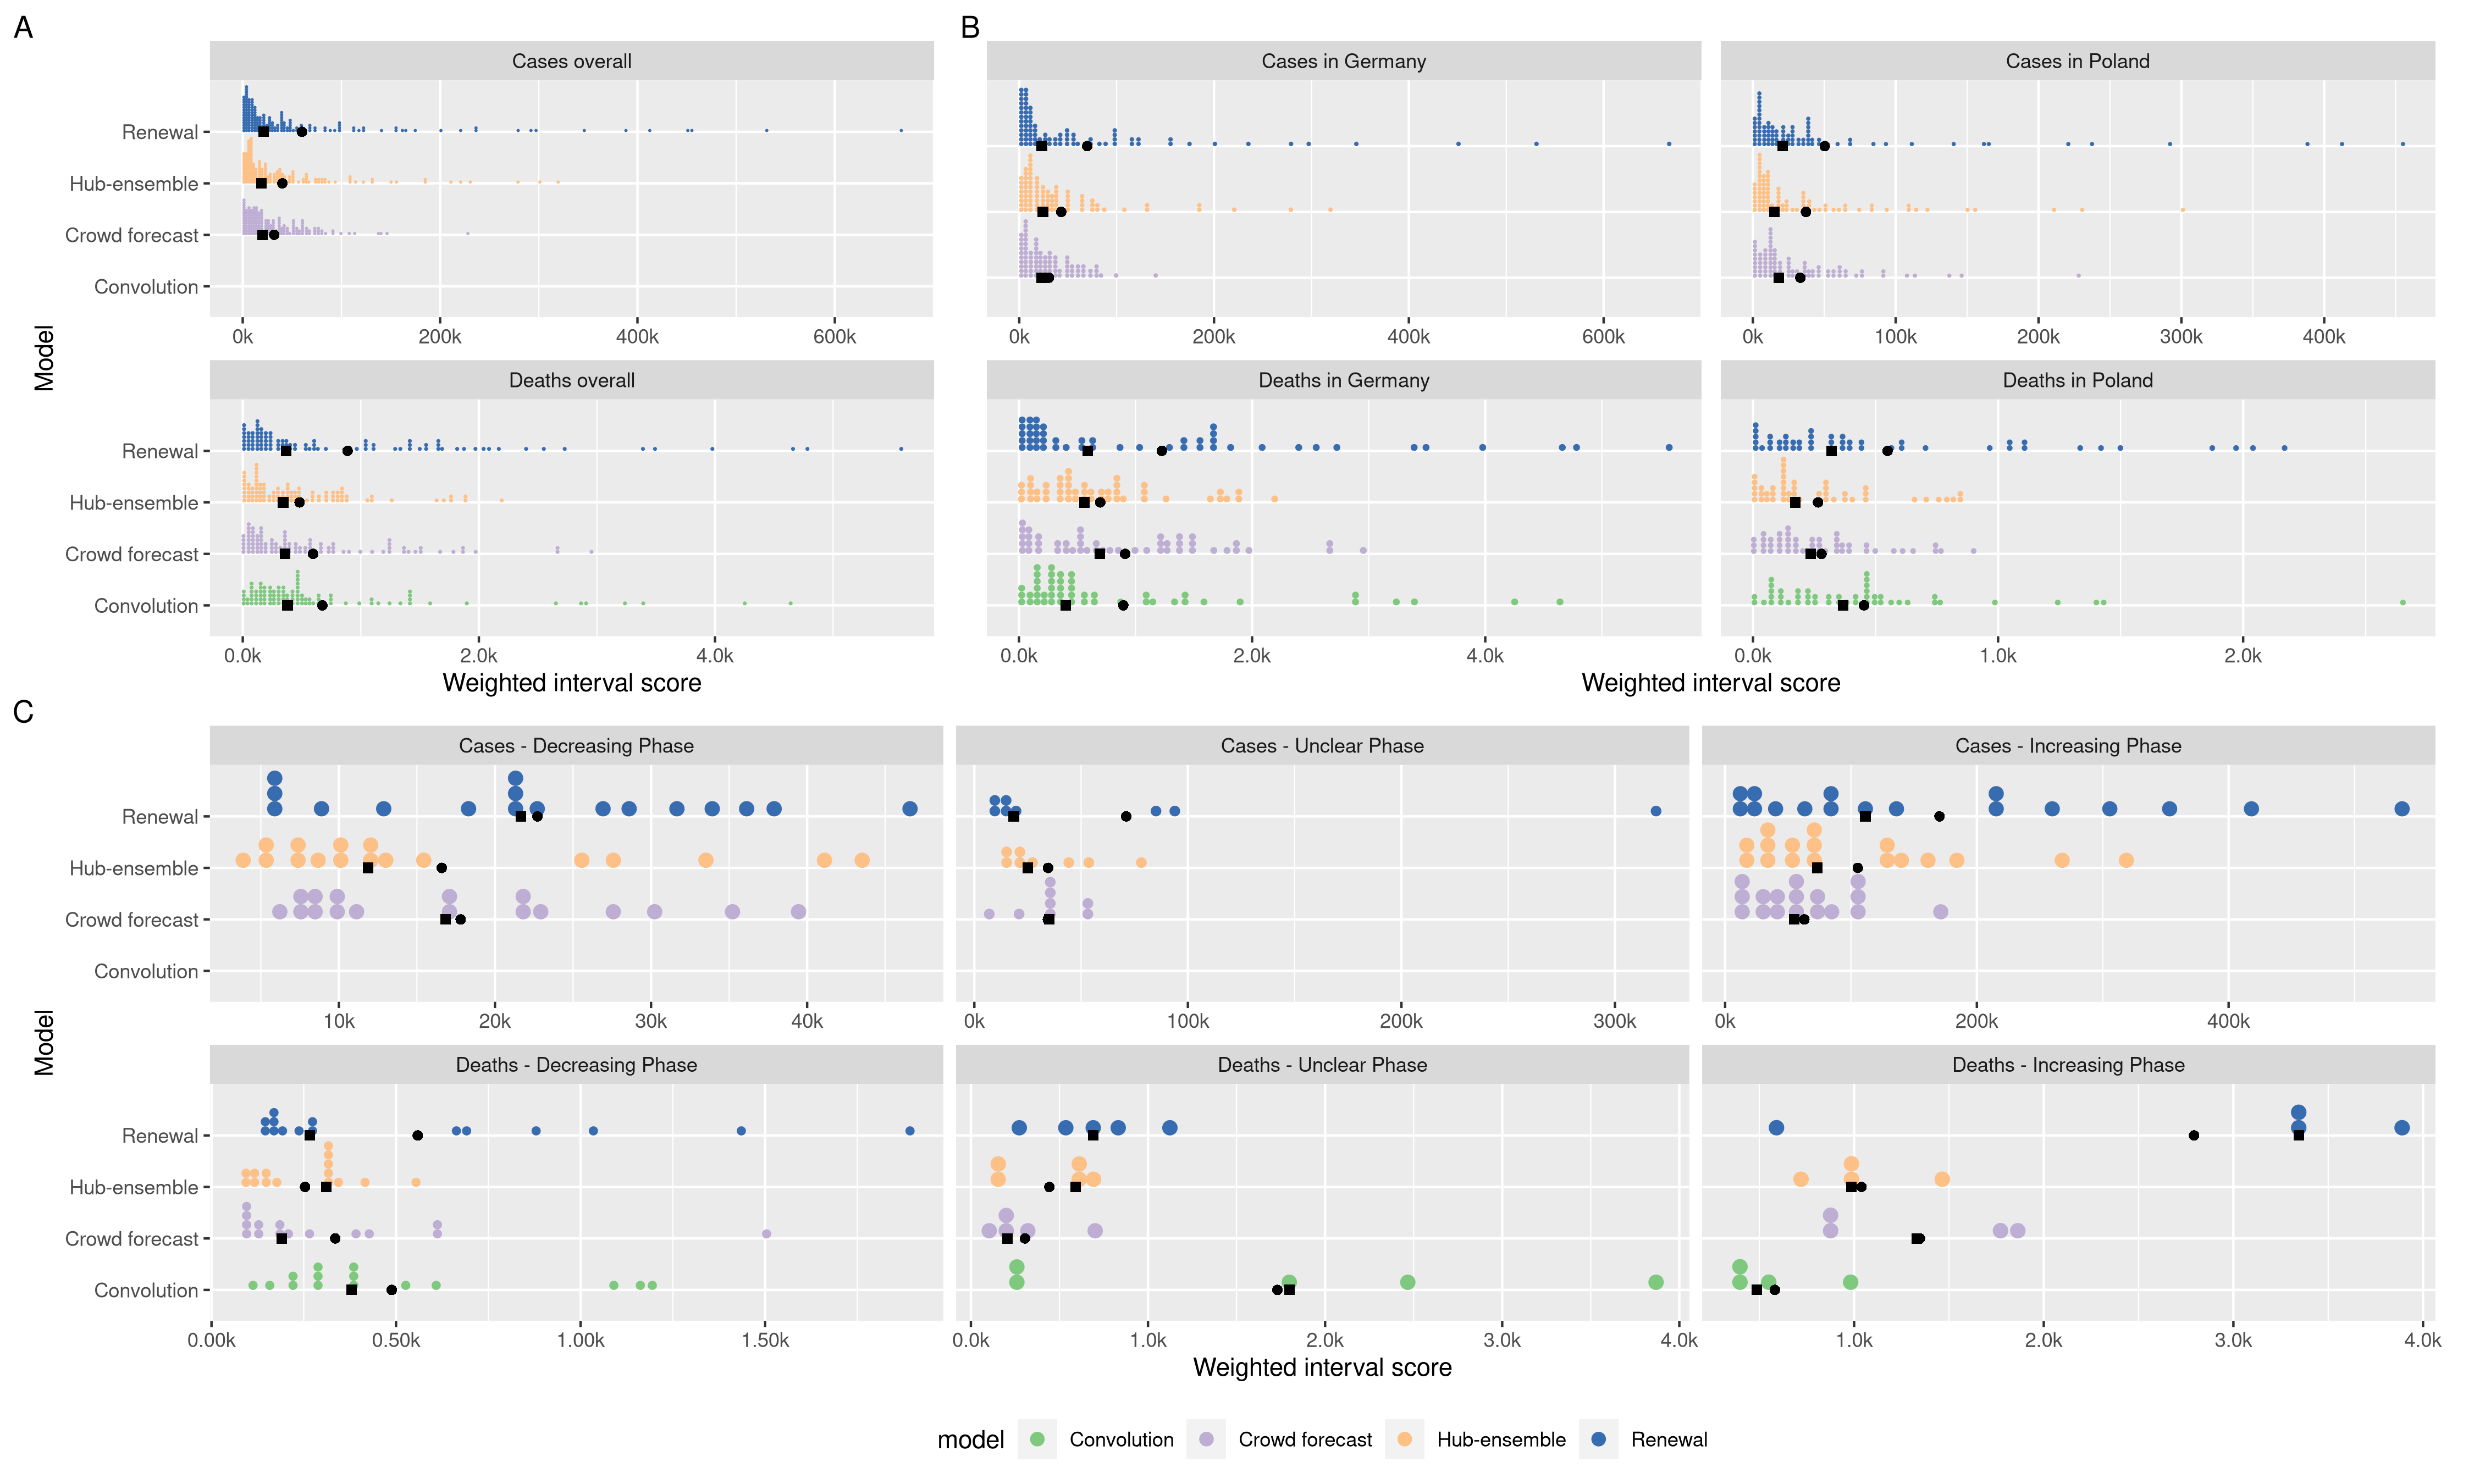 A
B
Cases overall
Cases in Germany
Cases in Poland
Renewal
Hub-ensemble
Crowd forecast
Convolution
0k 200k 400k 600k
0k 200k 400k 600k
0k 100k 200k 300k 400k
Model
Deaths overall
Deaths in Germany
Deaths in Poland
Renewal
Hub-ensemble
Crowd forecast
Convolution
0.0k 2.0k 4.0k
0.0k 2.0k 4.0k
0.0k 1.0k 2.0k
Weighted interval score
Weighted interval score
C
Cases - Decreasing Phase
Cases - Unclear Phase
Cases - Increasing Phase
Renewal
Hub-ensemble
Crowd forecast
Convolution
10k 20k 30k 40k
0k 100k 200k 300k
0k 200k 400k
Model
Deaths - Decreasing Phase
Deaths - Unclear Phase
Deaths - Increasing Phase
Renewal
Hub-ensemble
Crowd forecast
Convolution
0.00k 0.50k 1.00k 1.50k
0.0k 1.0k 2.0k 3.0k 4.0k
1.0k 2.0k 3.0k 4.0k
Weighted interval score
model Convolution Crowd forecast Hub-ensemble Renewal